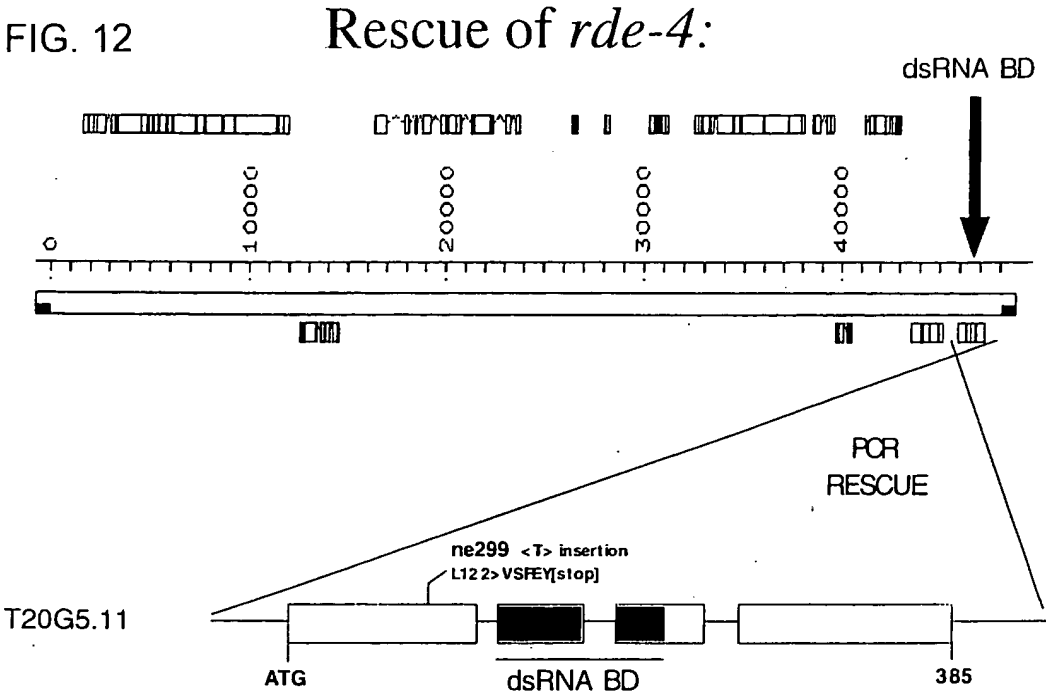 FIG. 12
Rescue of rde-4:
dsRNA BD
0
10000
20000
30000
40000
PCR
RESCUE
ne299 <T> insertion
L122>VSFEY[stop]
T20G5.11
ATG
dsRNA BD
385